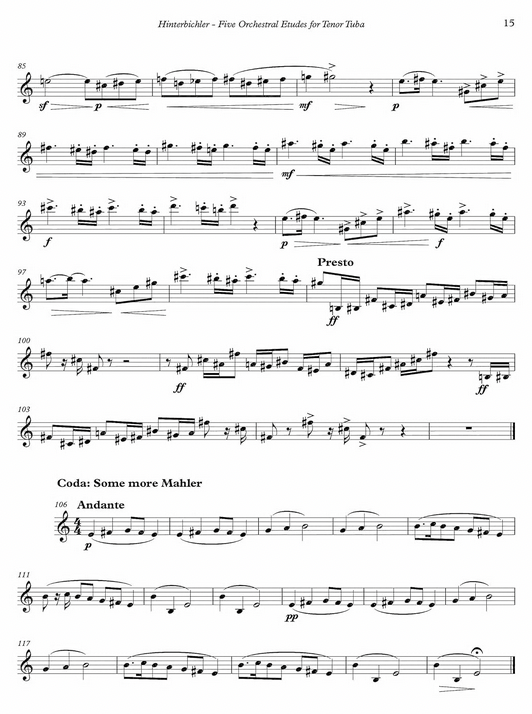 Hinterbichler - Five Orchestral Etudes for Tenor Tuba 15
85
sf p mf p
89
mf
93
f p f
97
Presto
ff
100
ff ff
103
Coda: Some more Mahler
106 Andante
4
4
p
111
pp
117